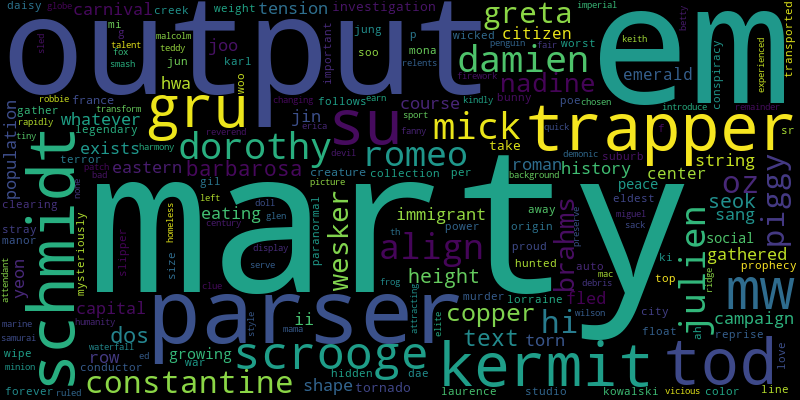 daisy globe carnival creek weight tension investigation greta imperial betty
output em
mi talent fox smash malcolm teddy jun joo jung soo karl important p mona relents citizen wicked worst penguin fair keith
damien emerald conspiracy experienced transported
robbie france gather rapidly tiny transform harmony whatever legendary exists
gru hwa woo erica reverend changing jin follows earn firework course kindly nadine bunny poe chosen introduce remainder
population terror patch bad none eastern barbarosa dorothy devil su sport fanny mick take quick trapper f sr
romeo roman demonic suburb string
clearing stray manor schmidt mysteriously slipper gil left homeless eating doll century glen creature picture collection per background history center peace eldest oz piggy
marty
yeon attendant size clue display serve paranormal wesker th immigrant power align away origin proud hunted brahms auto miguel sack preserve seok sang social gathered ki julien prophecy
capital humanity frog height lorraine mac debris top ridge
marine samurai dos ii style mama attracting elite murder copper hi fled wilson city mw campaign
parser
wipe minion row waterfall ed conductor growing war text torn float ah reprise wing love
scrooge kermit tod
forever ruled constantine shape hidden tornado dae laurence studio kowalski vicious color line